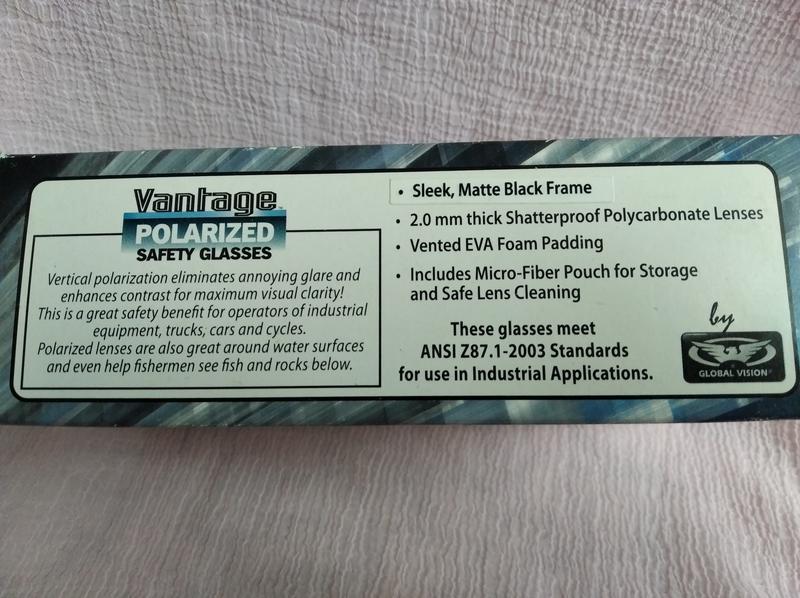 Vantage™
POLARIZED
SAFETY GLASSES
Vertical polarization eliminates annoying glare and
enhances contrast for maximum visual clarity!
This is a great safety benefit for operators of industrial
equipment, trucks, cars and cycles.
Polarized lenses are also great around water surfaces
and even help fishermen see fish and rocks below.
• Sleek, Matte Black Frame
• 2.0 mm thick Shatterproof Polycarbonate Lenses
• Vented EVA Foam Padding
• Includes Micro-Fiber Pouch for Storage
and Safe Lens Cleaning
These glasses meet
ANSI Z87.1-2003 Standards
for use in Industrial Applications.
by
GLOBAL VISION®